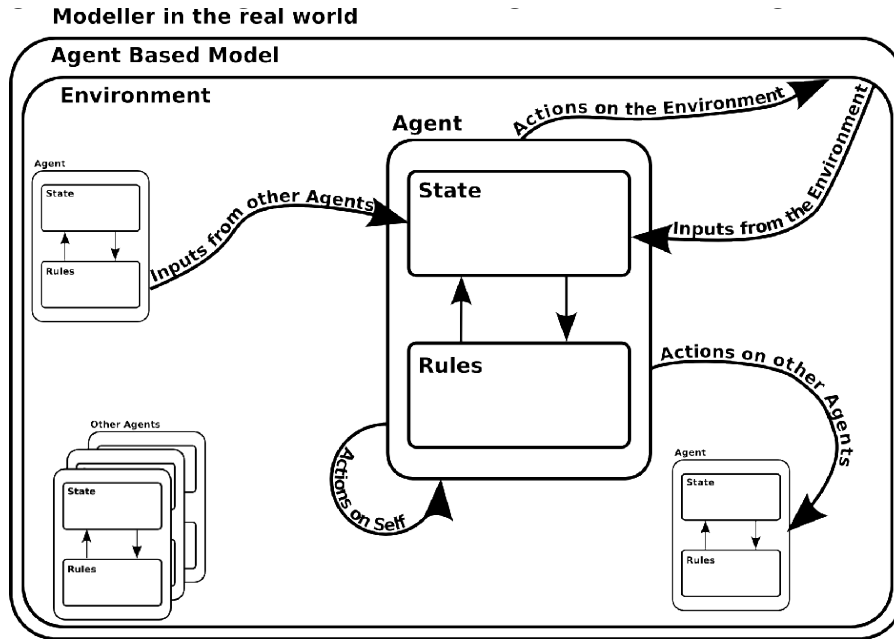 Modeller in the real world
Agent Based Model
Environment
Actions on the Environment
Agent
Inputs from the Environment
Agent
State
Rules
Inputs from other Agents
State
Rules
Actions on other Agents
Actions on Self
Other Agents
State
Rules
Agent
State
Rules